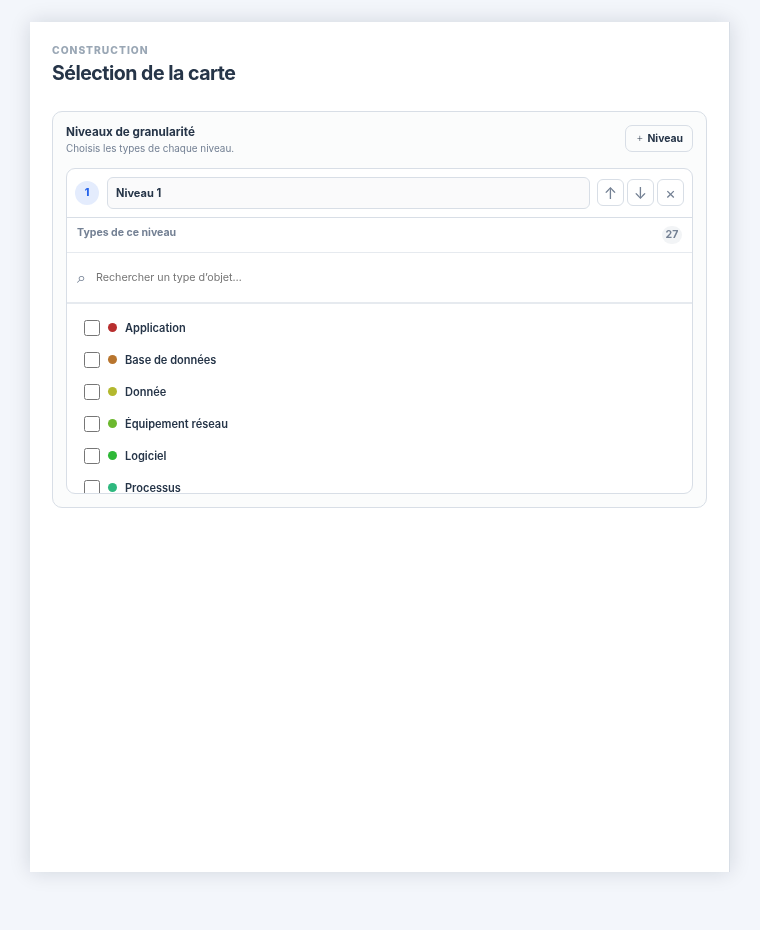 CONSTRUCTION
Sélection de la carte
Niveaux de granularité
Choisis les types de chaque niveau.
+ Niveau
1 Niveau 1 ↑ ↓ ×
Types de ce niveau 27
Rechercher un type d'objet...
Application
Base de données
Donnée
Équipement réseau
Logiciel
Processus